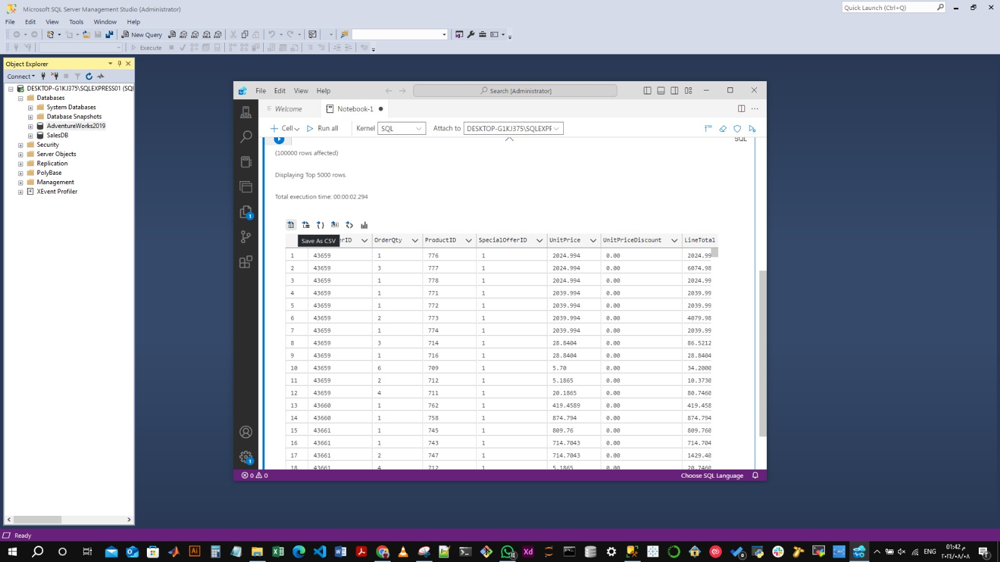 Microsoft SQL Server Management Studio (Administrator)
Quick Launch (Ctrl+Q)
File Edit View Tools Window Help
New Query
MDX DMX XMLA DAX
Execute
Object Explorer
Connect
DESKTOP-G1KJ375\SQLEXPRESS01 (SQL
Databases
System Databases
Database Snapshots
AdventureWorks2019
SalesDB
Security
Server Objects
Replication
PolyBase
Management
XEvent Profiler
File Edit View Help
Search [Administrator]
Welcome
Notebook-1
Cell
Run all
Kernel SQL
Attach to DESKTOP-G1KJ375\SQLEXPF
SQL
(100000 rows affected)
Displaying Top 5000 rows.
Total execution time: 00:00:02.294
Save As CSV
erID OrderQty ProductID SpecialOfferID UnitPrice UnitPriceDiscount LineTotal
1 43659 1 776 1 2024.994 0.00 2024.99
2 43659 3 777 1 2024.994 0.00 6074.98
3 43659 1 778 1 2024.994 0.00 2024.99
4 43659 1 771 1 2039.994 0.00 2039.99
5 43659 1 772 1 2039.994 0.00 2039.99
6 43659 2 773 1 2039.994 0.00 4079.98
7 43659 1 774 1 2039.994 0.00 2039.99
8 43659 3 714 1 28.8404 0.00 86.5212
9 43659 1 716 1 28.8404 0.00 28.8404
10 43659 6 709 1 5.70 0.00 34.2000
11 43659 2 712 1 5.1865 0.00 10.3730
12 43659 4 711 1 20.1865 0.00 80.7460
13 43660 1 762 1 419.4589 0.00 419.458
14 43660 1 758 1 874.794 0.00 874.794
15 43661 1 745 1 809.76 0.00 809.760
16 43661 1 743 1 714.7043 0.00 714.704
17 43661 2 747 1 714.7043 0.00 1429.40
18 43661 4 712 1 5.1865 0.00 20.7460
1
1
0 0
Choose SQL Language
Ready
Ai
Xd
ENG
01:42 م
٢٠٢٤/٠٨/٠٨